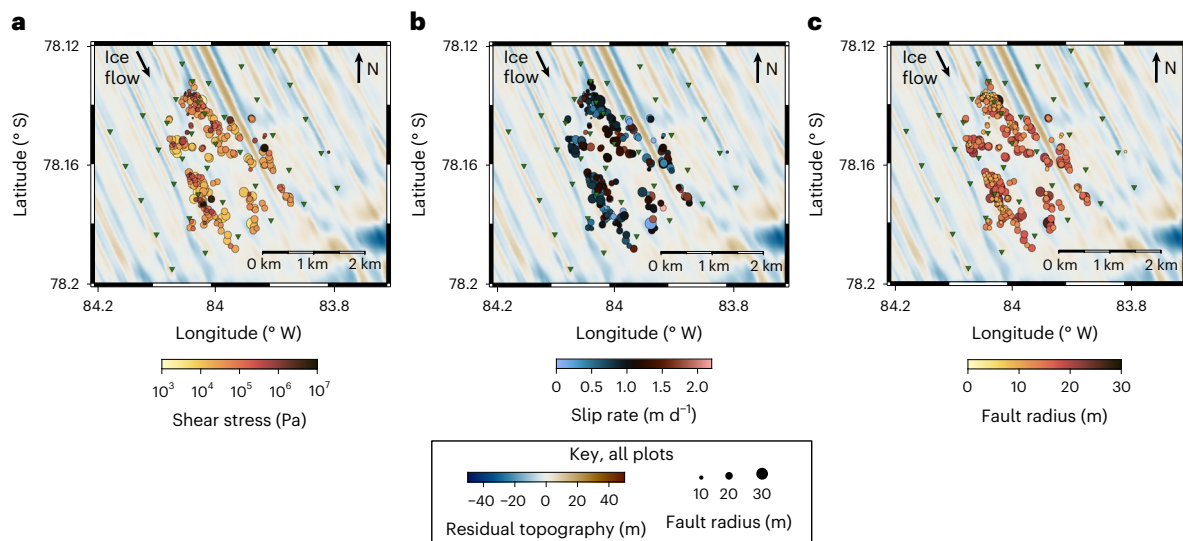 a
78.12
Ice
flow
N
78.16
Latitude (° S)
0 km 1 km 2 km
78.2
84.2 84 83.8
Longitude (° W)
10³ 10⁴ 10⁵ 10⁶ 10⁷
Shear stress (Pa)
b
78.12
Ice
flow
N
78.16
Latitude (° S)
0 km 1 km 2 km
78.2
84.2 84 83.8
Longitude (° W)
0 0.5 1.0 1.5 2.0
Slip rate (m d⁻¹)
c
78.12
Ice
flow
N
78.16
Latitude (° S)
0 km 1 km 2 km
78.2
84.2 84 83.8
Longitude (° W)
0 10 20 30
Fault radius (m)
Key, all plots
−40 −20 0 20 40
Residual topography (m)
10 20 30
Fault radius (m)